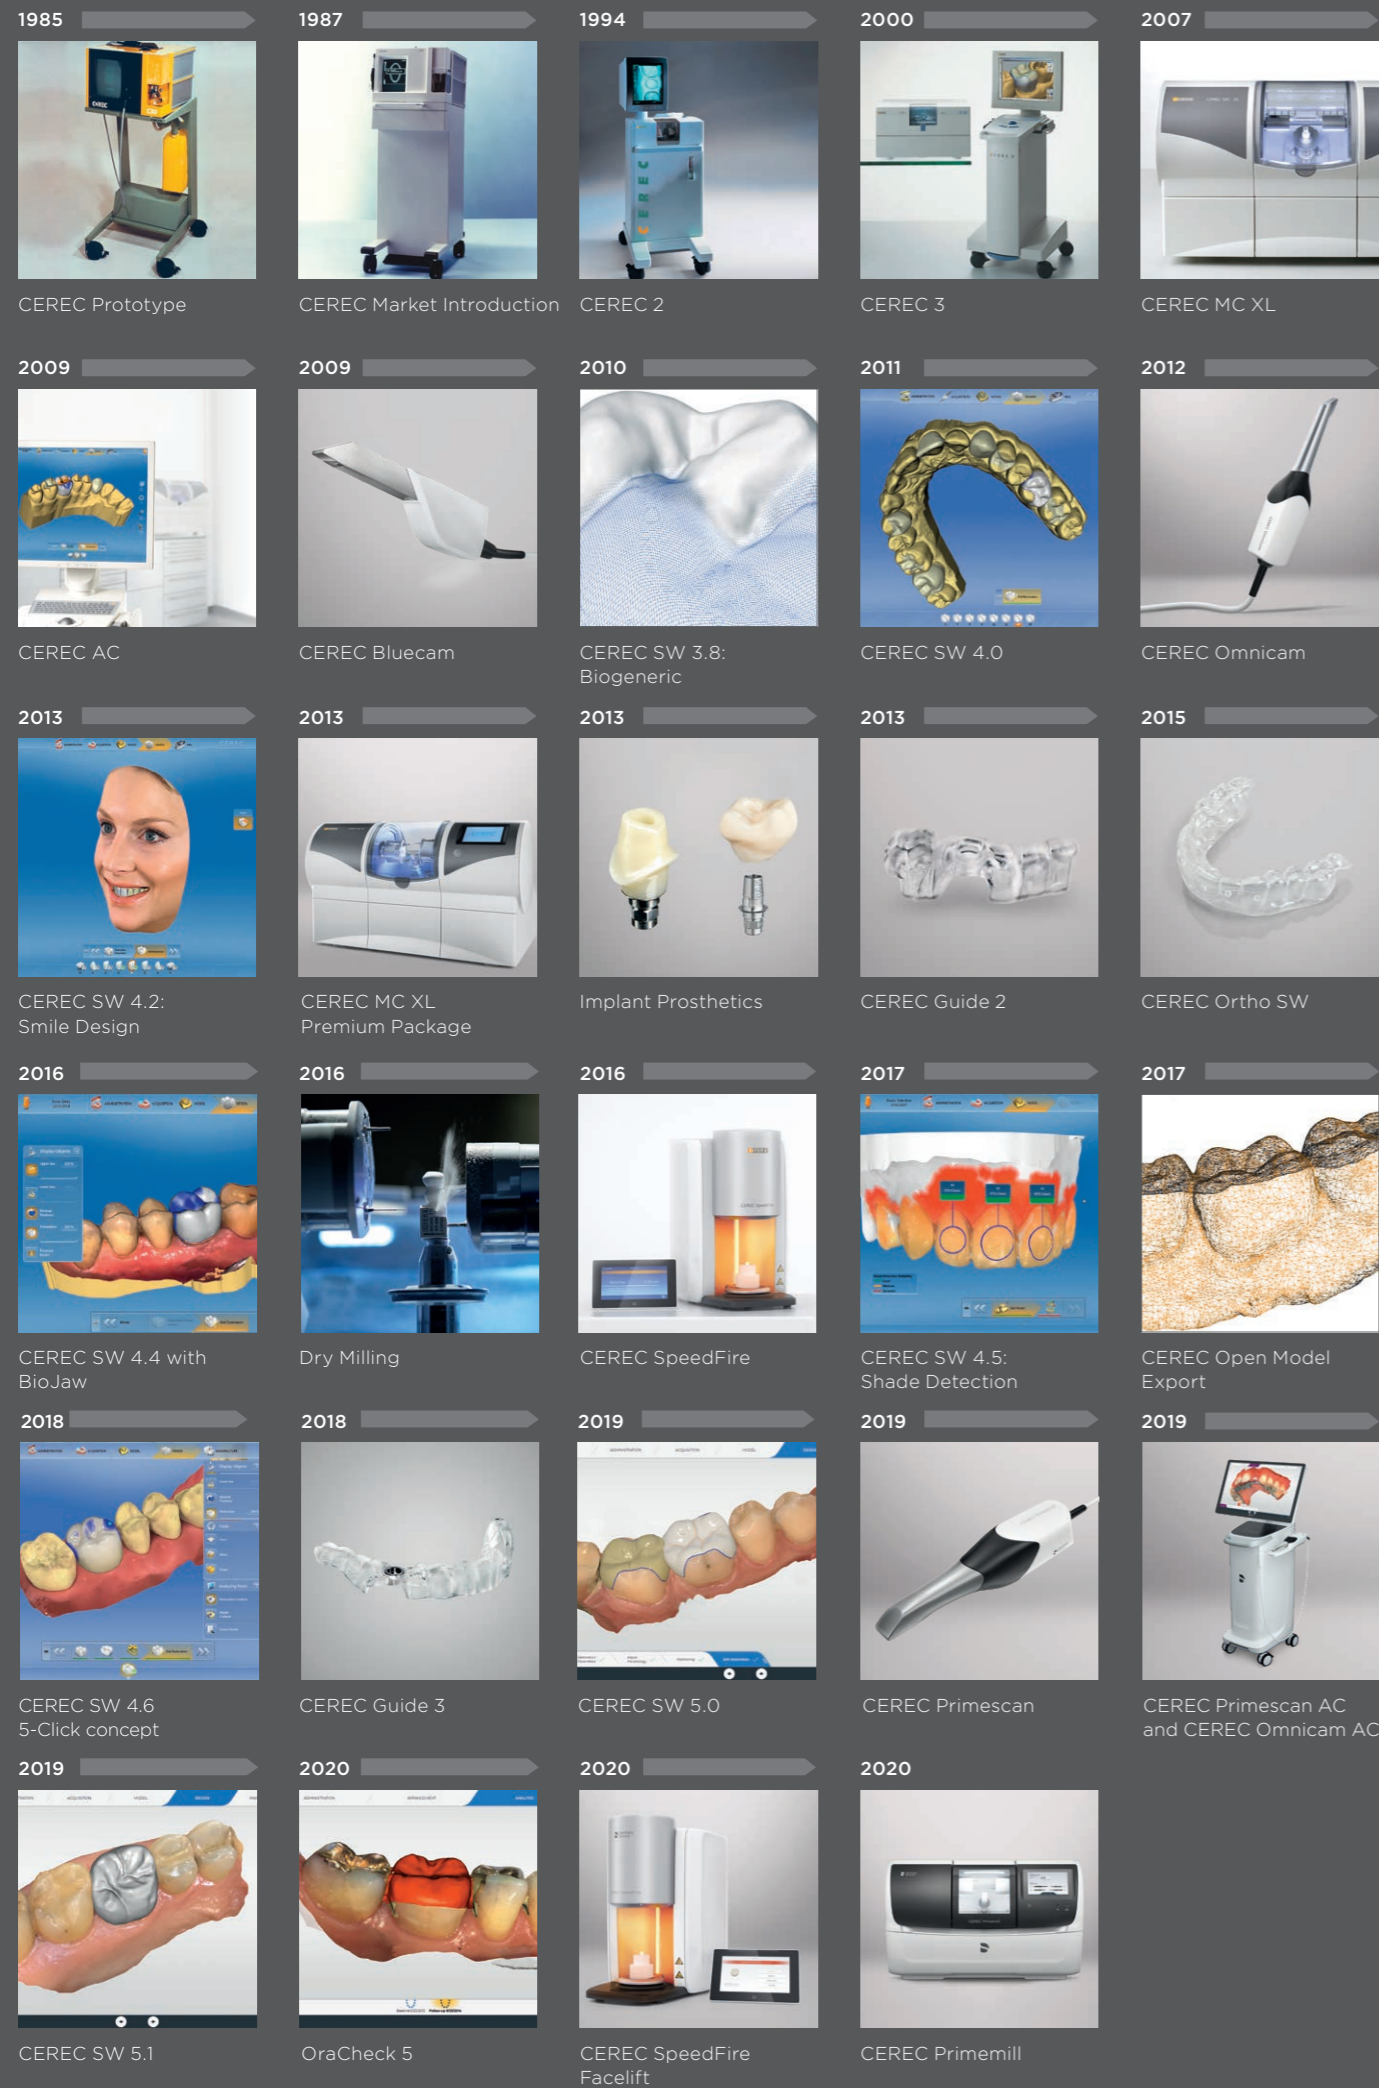 1985
1987
1994
2000
2007
CEREC
CEREC
CEREC Prototype
CEREC Market Introduction
CEREC 2
CEREC 3
CEREC MC XL
2009
2009
2010
2011
2012
CEREC AC
CEREC Bluecam
CEREC SW 3.8:
Biogeneric
CEREC SW 4.0
CEREC Omnicam
2013
2013
2013
2013
2015
CEREC SW 4.2:
Smile Design
CEREC MC XL
Premium Package
Implant Prosthetics
CEREC Guide 2
CEREC Ortho SW
2016
2016
2016
2017
2017
CEREC SW 4.4 with
BioJaw
Dry Milling
CEREC SpeedFire
CEREC SW 4.5:
Shade Detection
CEREC Open Model
Export
2018
2018
2019
2019
2019
CEREC SW 4.6
5-Click concept
CEREC Guide 3
CEREC SW 5.0
CEREC Primescan
CEREC Primescan AC
and CEREC Omnicam AC
2019
2020
2020
2020
CEREC SW 5.1
OraCheck 5
CEREC SpeedFire
Facelift
CEREC Primemill